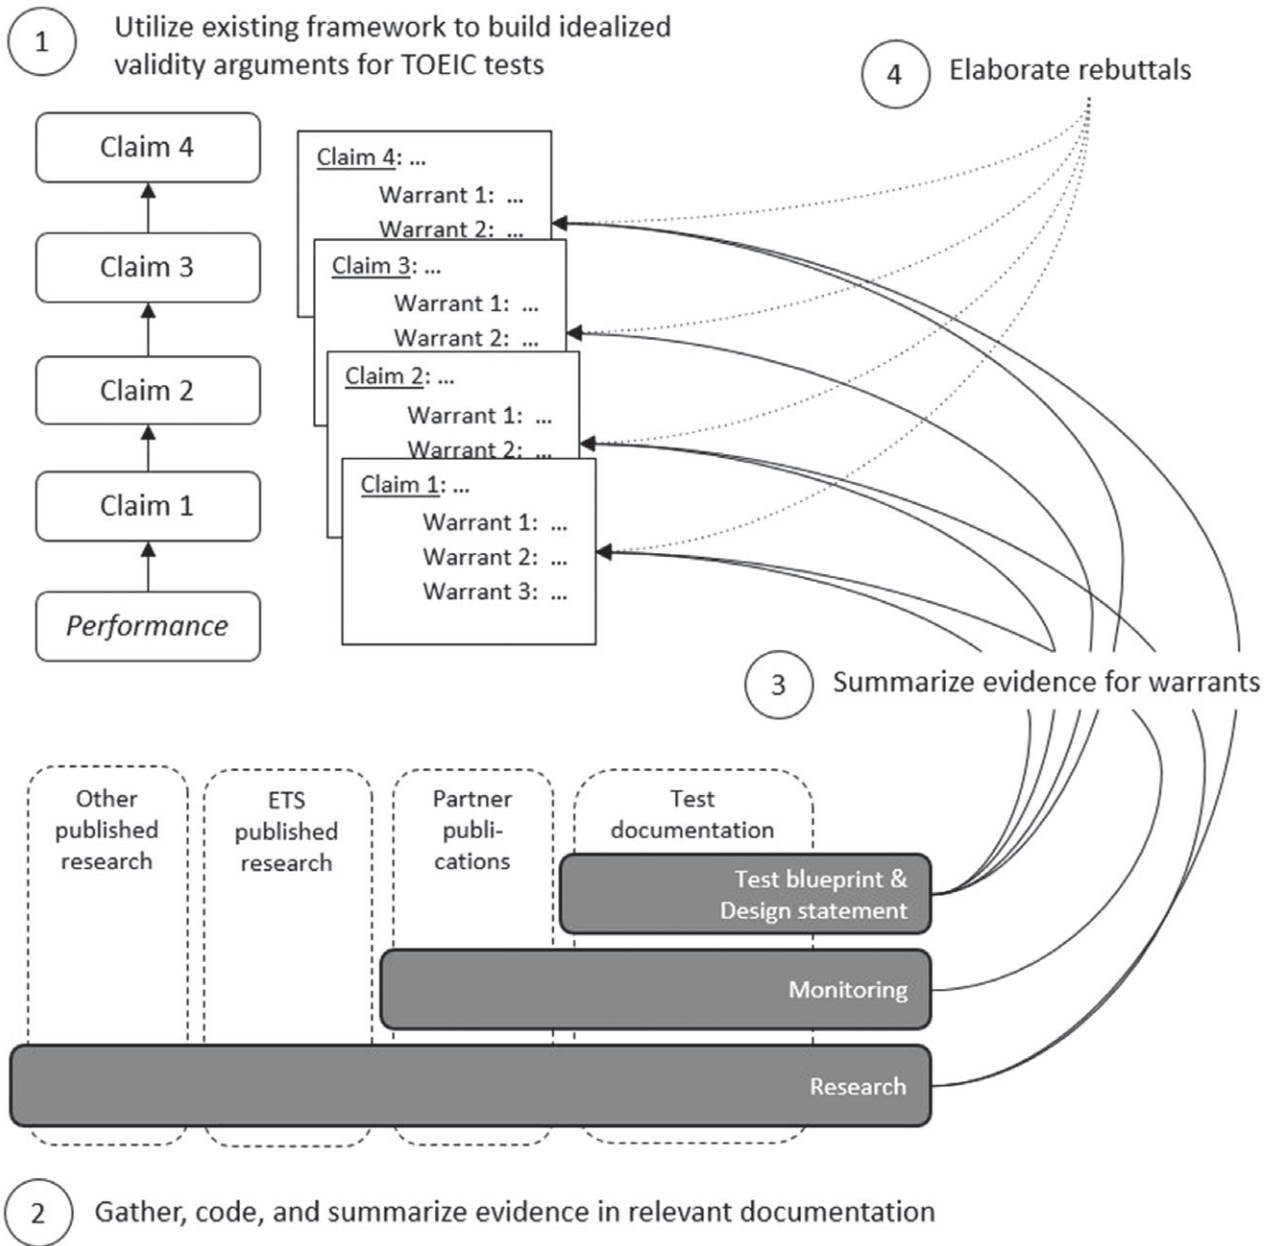 1
Utilize existing framework to build idealized
validity arguments for TOEIC tests
4
Elaborate rebuttals
Claim 4
Claim 3
Claim 2
Claim 1
Performance
Claim 4: ...
Warrant 1: ...
Warrant 2: ...
Claim 3: ...
Warrant 1: ...
Warrant 2: ...
Claim 2: ...
Warrant 1: ...
Warrant 2: ...
Claim 1: ...
Warrant 1: ...
Warrant 2: ...
Warrant 3: ...
3
Summarize evidence for warrants
Other
published
research
ETS
published
research
Partner
publi-
cations
Test
documentation
Test blueprint &
Design statement
Monitoring
Research
2
Gather, code, and summarize evidence in relevant documentation